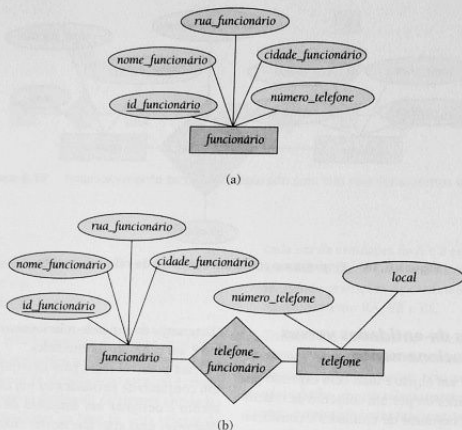 rua_funcionário
nome_funcionário
cidade_funcionário
id_funcionário
número_telefone
funcionário
(a)
rua_funcionário
nome_funcionário
cidade_funcionário
id_funcionário
número_telefone
local
funcionário
telefone_
funcionário
telefone
(b)